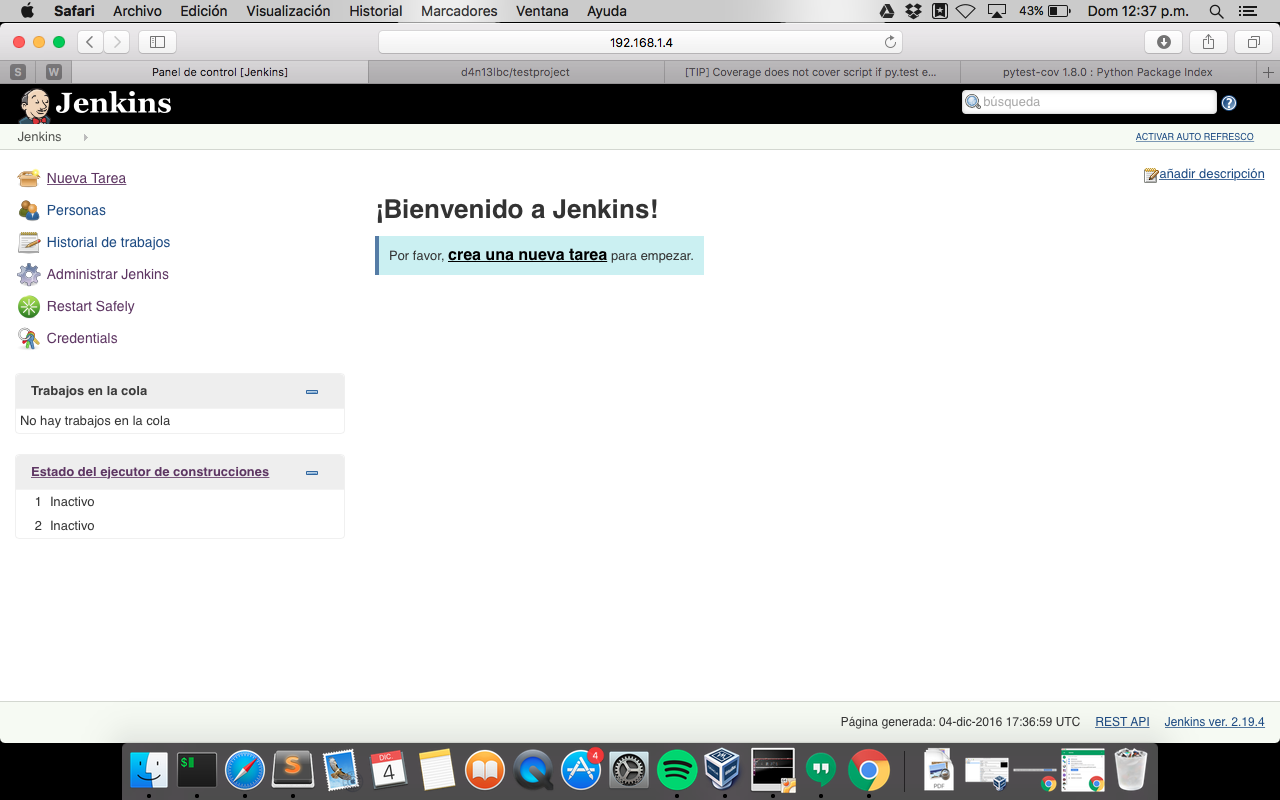 Safari Archivo Edición Visualización Historial Marcadores Ventana Ayuda 43% Dom 12:37 p.m.
192.168.1.4
S W Panel de control [Jenkins] d4n13lbc/testproject [TIP] Coverage does not cover script if py.test e... pytest-cov 1.8.0 : Python Package Index
Jenkins búsqueda
Jenkins ACTIVAR AUTO REFRESCO
añadir descripción
Nueva Tarea
Personas
Historial de trabajos
Administrar Jenkins
Restart Safely
Credentials
¡Bienvenido a Jenkins!
Por favor, crea una nueva tarea para empezar.
Trabajos en la cola
No hay trabajos en la cola
Estado del ejecutor de construcciones
1 Inactivo
2 Inactivo
Página generada: 04-dic-2016 17:36:59 UTC REST API Jenkins ver. 2.19.4
$ S DIC. 4 4 PDF